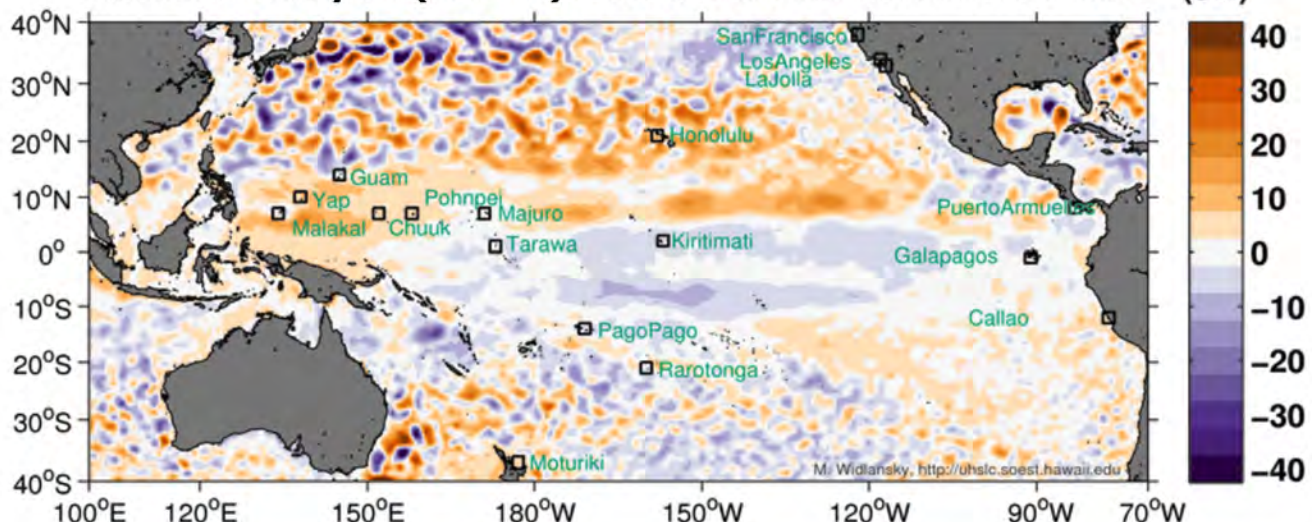 40°N
30°N
20°N
10°N
0°
10°S
20°S
30°S
40°S
100°E
120°E
150°E
180°W
150°W
120°W
90°W
70°W
SanFrancisco
LosAngeles
LaJolla
Honolulu
Guam
Yap
Pohnpei
Malakal
Chuuk
Majuro
Tarawa
Kiritimati
PuertoArmuelles
Galapagos
Callao
PagoPago
Rarotonga
Moturiki
M. Widlansky, http://uhslc.soest.hawaii.edu
40
30
20
10
0
−10
−20
−30
−40